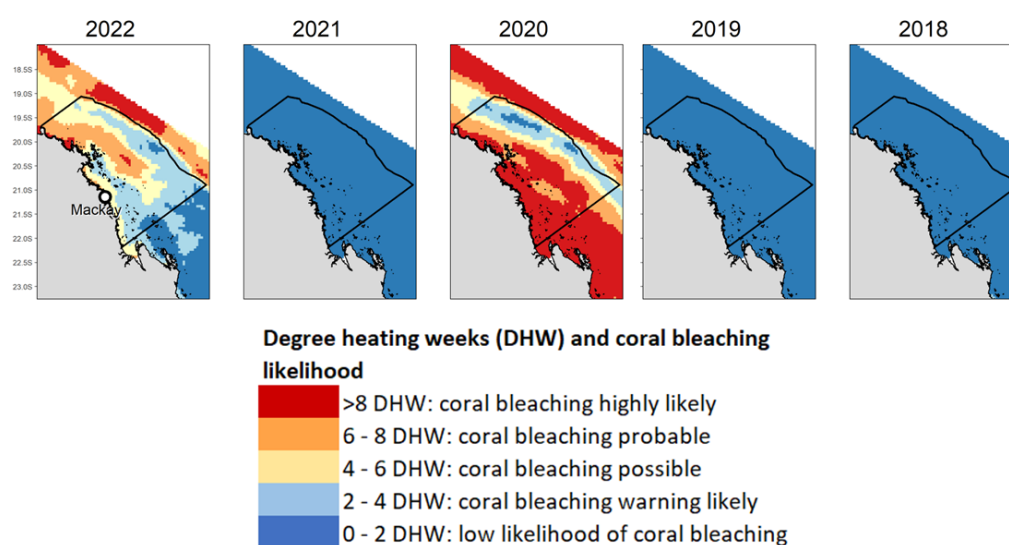 2022
2021
2020
2019
2018
18.5S
19.0S
19.5S
20.0S
20.5S
21.0S
21.5S
22.0S
22.5S
23.0S
Mackay
Degree heating weeks (DHW) and coral bleaching
likelihood
>8 DHW: coral bleaching highly likely
6 - 8 DHW: coral bleaching probable
4 - 6 DHW: coral bleaching possible
2 - 4 DHW: coral bleaching warning likely
0 - 2 DHW: low likelihood of coral bleaching